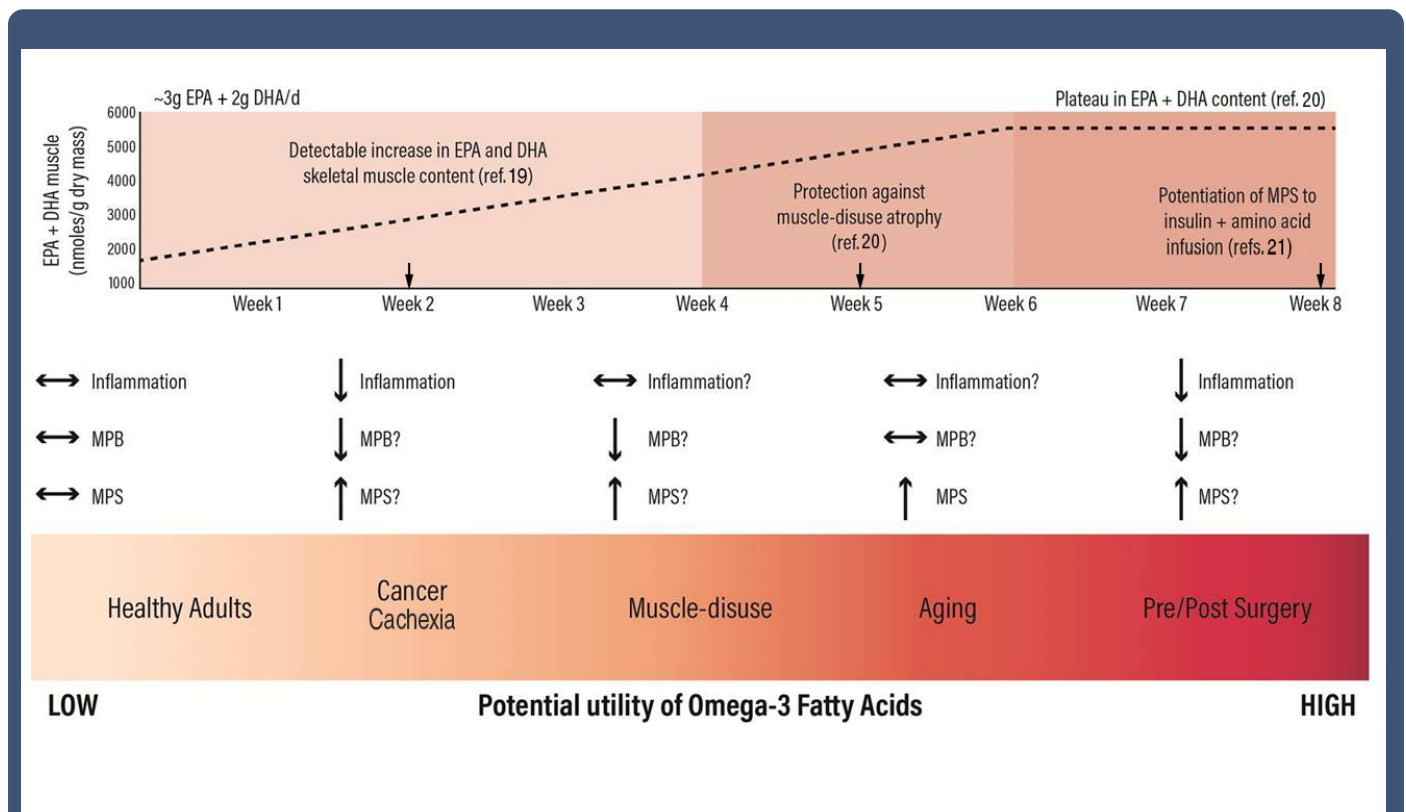 ~3g EPA + 2g DHA/d
Plateau in EPA + DHA content (ref. 20)
EPA + DHA muscle
(nmoles/g dry mass)
6000
5000
4000
3000
2000
1000
Detectable increase in EPA and DHA
skeletal muscle content (ref. 19)
Protection against
muscle-disuse atrophy
(ref. 20)
Potentiation of MPS to
insulin + amino acid
infusion (refs. 21)
Week 1 Week 2 Week 3 Week 4 Week 5 Week 6 Week 7 Week 8
↔ Inflammation ↓ Inflammation ↔ Inflammation? ↔ Inflammation? ↓ Inflammation
↔ MPB ↓ MPB? ↓ MPB? ↔ MPB? ↓ MPB?
↔ MPS ↑ MPS? ↑ MPS? ↑ MPS ↑ MPS?
Healthy Adults
Cancer
Cachexia
Muscle-disuse
Aging
Pre/Post Surgery
LOW Potential utility of Omega-3 Fatty Acids HIGH